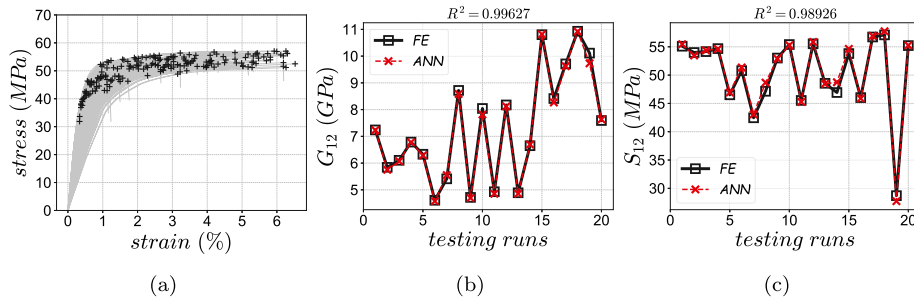 R² = 0.99627
R² = 0.98926
stress (MPa)
70
60
50
40
30
20
10
0
0
1
2
3
4
5
6
strain (%)
(a)
G₁₂ (GPa)
11
10
9
8
7
6
5
FE
ANN
0
5
10
15
20
testing runs
(b)
S₁₂ (MPa)
55
50
45
40
35
30
FE
ANN
0
5
10
15
20
testing runs
(c)